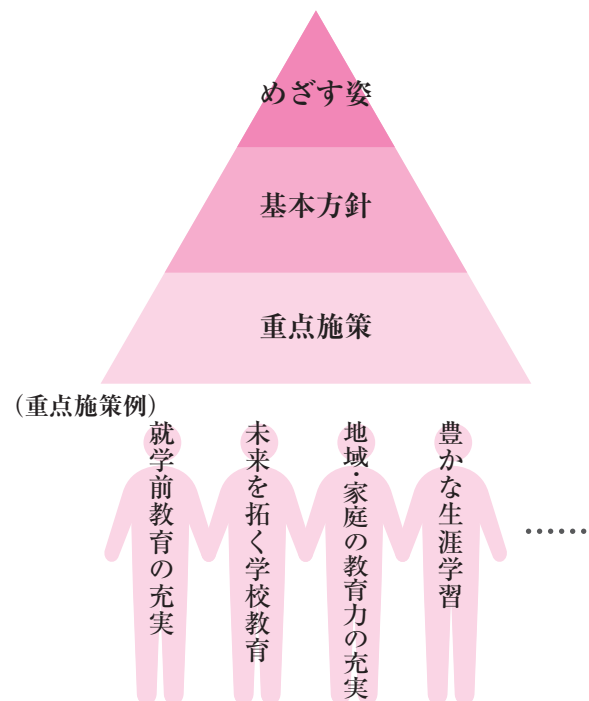 めざす姿
基本方針
重点施策
（重点施策例）
就学前教育の充実
未来を拓く学校教育
地域・家庭の教育力の充実
豊かな生涯学習
……